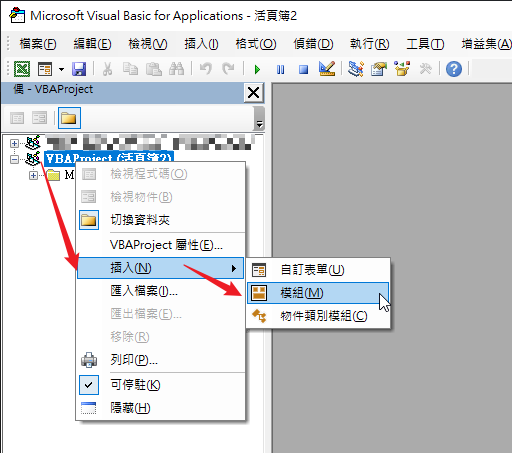 Microsoft Visual Basic for Applications - 活頁簿2
檔案(F) 編輯(E) 檢視(V) 插入(I) 格式(O) 偵錯(D) 執行(R) 工具(T) 增益集(A)
- VBAProject
VBAProject (活頁簿2)
M
檢視程式碼(O)
檢視物件(B)
切換資料夾
VBAProject 屬性(E)...
插入(N)
自訂表單(U)
模組(M)
物件類別模組(C)
匯入檔案(I)...
匯出檔案(E)...
移除(R)
列印(P)...
可停駐(K)
隱藏(H)